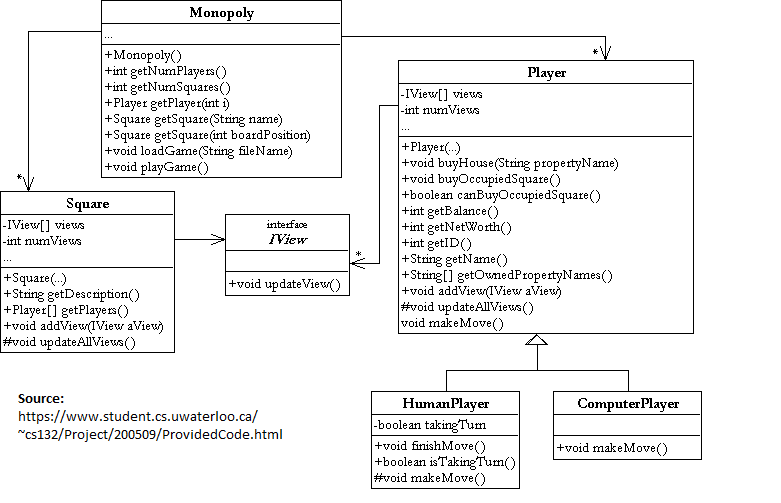 Monopoly
...
+Monopoly()
+int getNumPlayers()
+int getNumSquares()
+Player getPlayer(int i)
+Square getSquare(String name)
+Square getSquare(int boardPosition)
+void loadGame(String fileName)
+void playGame()
*
*
Player
-IView[] views
-int numViews
...
+Player(..)
+void buyHouse(String propertyName)
+void buyOccupiedSquare()
+boolean canBuyOccupiedSquare()
+int getBalance()
+int getNetWorth()
+int getID()
+String getName()
+String[] getOwnedPropertyNames()
+void addView(IView aView)
#void updateAllViews()
void makeMove()
Square
-IView[] views
-int numViews
...
+Square(..)
+String getDescription()
+Player[] getPlayers()
+void addView(IView aView)
#void updateAllViews()
interface
IView
+void updateView()
*
HumanPlayer
-boolean takingTurn
+void finishMove()
+boolean isTakingTurn()
#void makeMove()
ComputerPlayer
+void makeMove()
Source:
https://www.student.cs.uwaterloo.ca/
~cs132/Project/200509/ProvidedCode.html